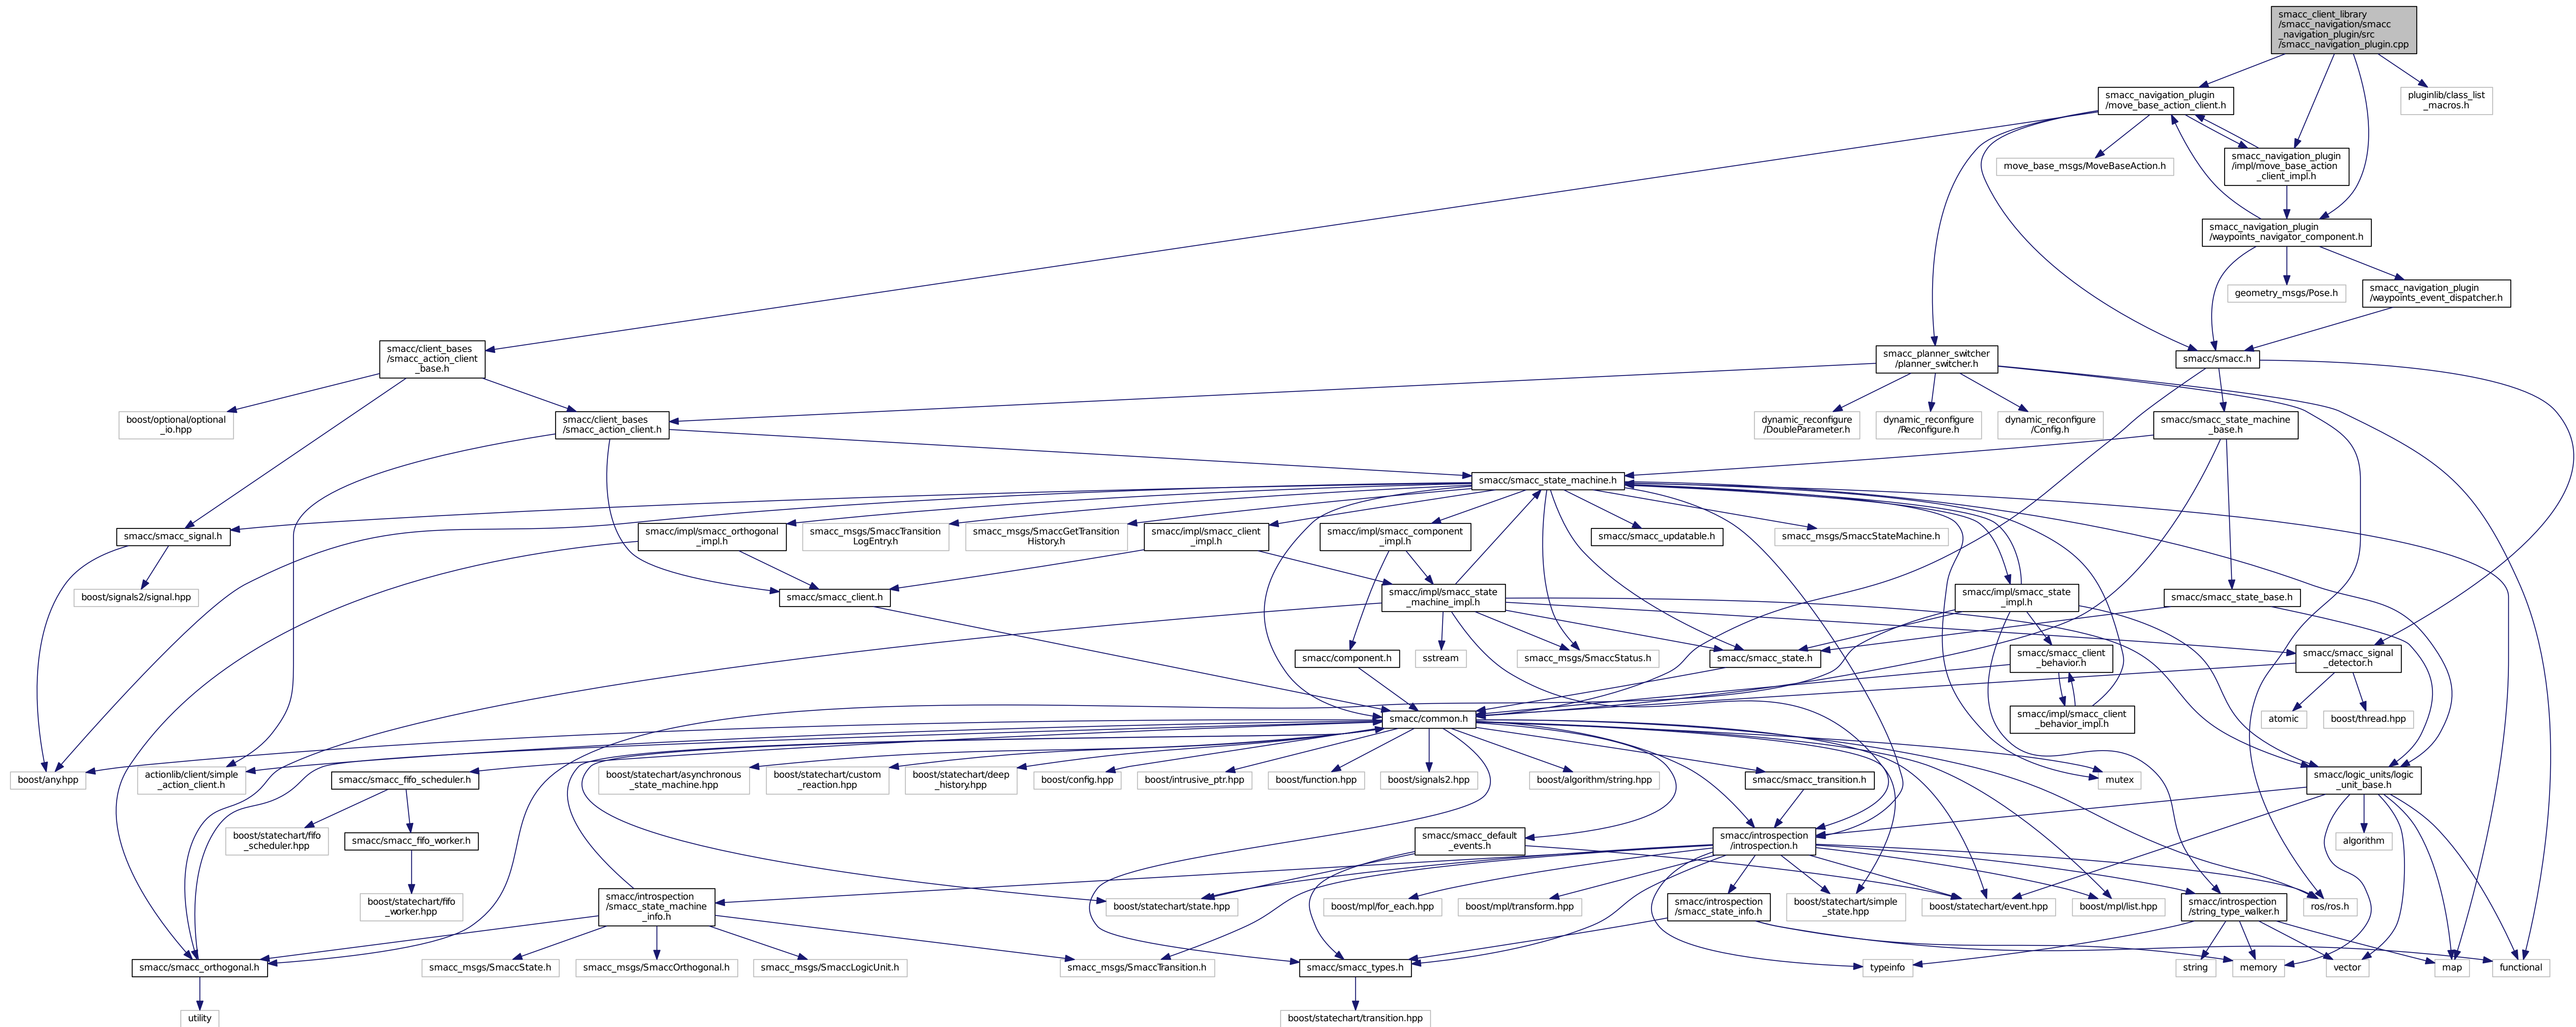 smacc_client_library
/smacc_navigation/smacc
_navigation_plugin/src
/smacc_navigation_plugin.cpp
smacc_navigation_plugin
/move_base_action_client.h
pluginlib/class_list
_macros.h
move_base_msgs/MoveBaseAction.h
smacc_navigation_plugin
/impl/move_base_action
_client_impl.h
smacc_navigation_plugin
/waypoints_navigator_component.h
geometry_msgs/Pose.h
smacc_navigation_plugin
/waypoints_event_dispatcher.h
smacc/client_bases
/smacc_action_client
_base.h
smacc_planner_switcher
/planner_switcher.h
smacc/smacc.h
boost/optional/optional
_io.hpp
smacc/client_bases
/smacc_action_client.h
dynamic_reconfigure
/DoubleParameter.h
dynamic_reconfigure
/Reconfigure.h
dynamic_reconfigure
/Config.h
smacc/smacc_state_machine
_base.h
smacc/smacc_state_machine.h
smacc/smacc_signal.h
smacc/impl/smacc_orthogonal
_impl.h
smacc_msgs/SmaccTransition
LogEntry.h
smacc_msgs/SmaccGetTransition
History.h
smacc/impl/smacc_client
_impl.h
smacc/impl/smacc_component
_impl.h
smacc/smacc_updatable.h
smacc_msgs/SmaccStateMachine.h
boost/signals2/signal.hpp
smacc/smacc_client.h
smacc/impl/smacc_state
_machine_impl.h
smacc/impl/smacc_state
_impl.h
smacc/smacc_state_base.h
smacc/component.h
sstream
smacc_msgs/SmaccStatus.h
smacc/smacc_state.h
smacc/smacc_client
_behavior.h
smacc/smacc_signal
_detector.h
smacc/common.h
smacc/impl/smacc_client
_behavior_impl.h
atomic
boost/thread.hpp
boost/any.hpp
actionlib/client/simple
_action_client.h
smacc/smacc_fifo_scheduler.h
boost/statechart/asynchronous
_state_machine.hpp
boost/statechart/custom
_reaction.hpp
boost/statechart/deep
_history.hpp
boost/config.hpp
boost/intrusive_ptr.hpp
boost/function.hpp
boost/signals2.hpp
boost/algorithm/string.hpp
smacc/smacc_transition.h
mutex
smacc/logic_units/logic
_unit_base.h
boost/statechart/fifo
_scheduler.hpp
smacc/smacc_fifo_worker.h
smacc/smacc_default
_events.h
smacc/introspection
/introspection.h
algorithm
boost/statechart/fifo
_worker.hpp
smacc/introspection
/smacc_state_machine
_info.h
boost/statechart/state.hpp
boost/mpl/for_each.hpp
boost/mpl/transform.hpp
smacc/introspection
/smacc_state_info.h
boost/statechart/simple
_state.hpp
boost/statechart/event.hpp
boost/mpl/list.hpp
smacc/introspection
/string_type_walker.h
ros/ros.h
smacc/smacc_orthogonal.h
smacc_msgs/SmaccState.h
smacc_msgs/SmaccOrthogonal.h
smacc_msgs/SmaccLogicUnit.h
smacc_msgs/SmaccTransition.h
smacc/smacc_types.h
typeinfo
string
memory
vector
map
functional
utility
boost/statechart/transition.hpp